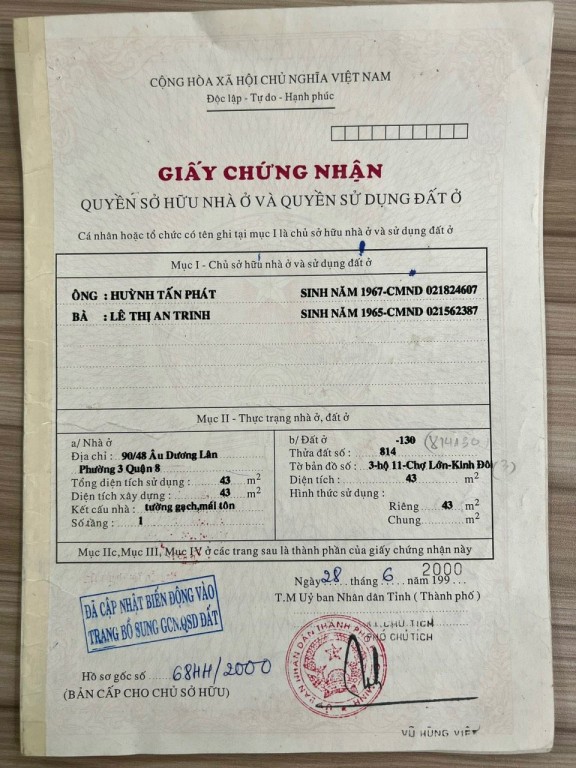 CỘNG HÒA XÃ HỘI CHỦ NGHĨA VIỆT NAM
Độc lập - Tự do - Hạnh phúc
GIẤY CHỨNG NHẬN
QUYỀN SỞ HỮU NHÀ Ở VÀ QUYỀN SỬ DỤNG ĐẤT Ở
Cá nhân hoặc tổ chức có tên ghi tại mục I là chủ sở hữu nhà ở và sử dụng đất ở
Mục I - Chủ sở hữu nhà ở và sử dụng đất ở
ÔNG : HUỲNH TẤN PHÁT SINH NĂM 1967-CMND 021824607
BÀ : LÊ THỊ AN TRINH SINH NĂM 1965-CMND 021562387
Mục II - Thực trạng nhà ở, đất ở
a/ Nhà ở
Địa chỉ : 90/48 Âu Dương Lân
Phường 3 Quận 8
Tổng diện tích sử dụng : 43 m2
Diện tích xây dựng : 43 m2
Kết cấu nhà : tường gạch,mái tôn
Số tầng : 1
b/ Đất ở -130
Thửa đất số : 814
Tờ bản đồ số : 3-bộ 11-Chợ Lớn-Kinh Đô (3)
Diện tích : 43 m2
Hình thức sử dụng :
Riêng 43 m2
Chung m2
Mục IIc,Mục III, Mục IV ở các trang sau là thành phần của giấy chứng nhận này
Ngày 28 tháng 6 năm 199... 2000
T.M Uỷ ban Nhân dân Tỉnh ( Thành phố )
KT.CHỦ TỊCH
PHÓ CHỦ TỊCH
ĐÃ CẬP NHẬT BIẾN ĐỘNG VÀO
TRANG BỔ SUNG GCN.QSD ĐẤT
Hồ sơ gốc số 68HH/2000
(BẢN CẤP CHO CHỦ SỞ HỮU)
VŨ HÙNG VIỆT